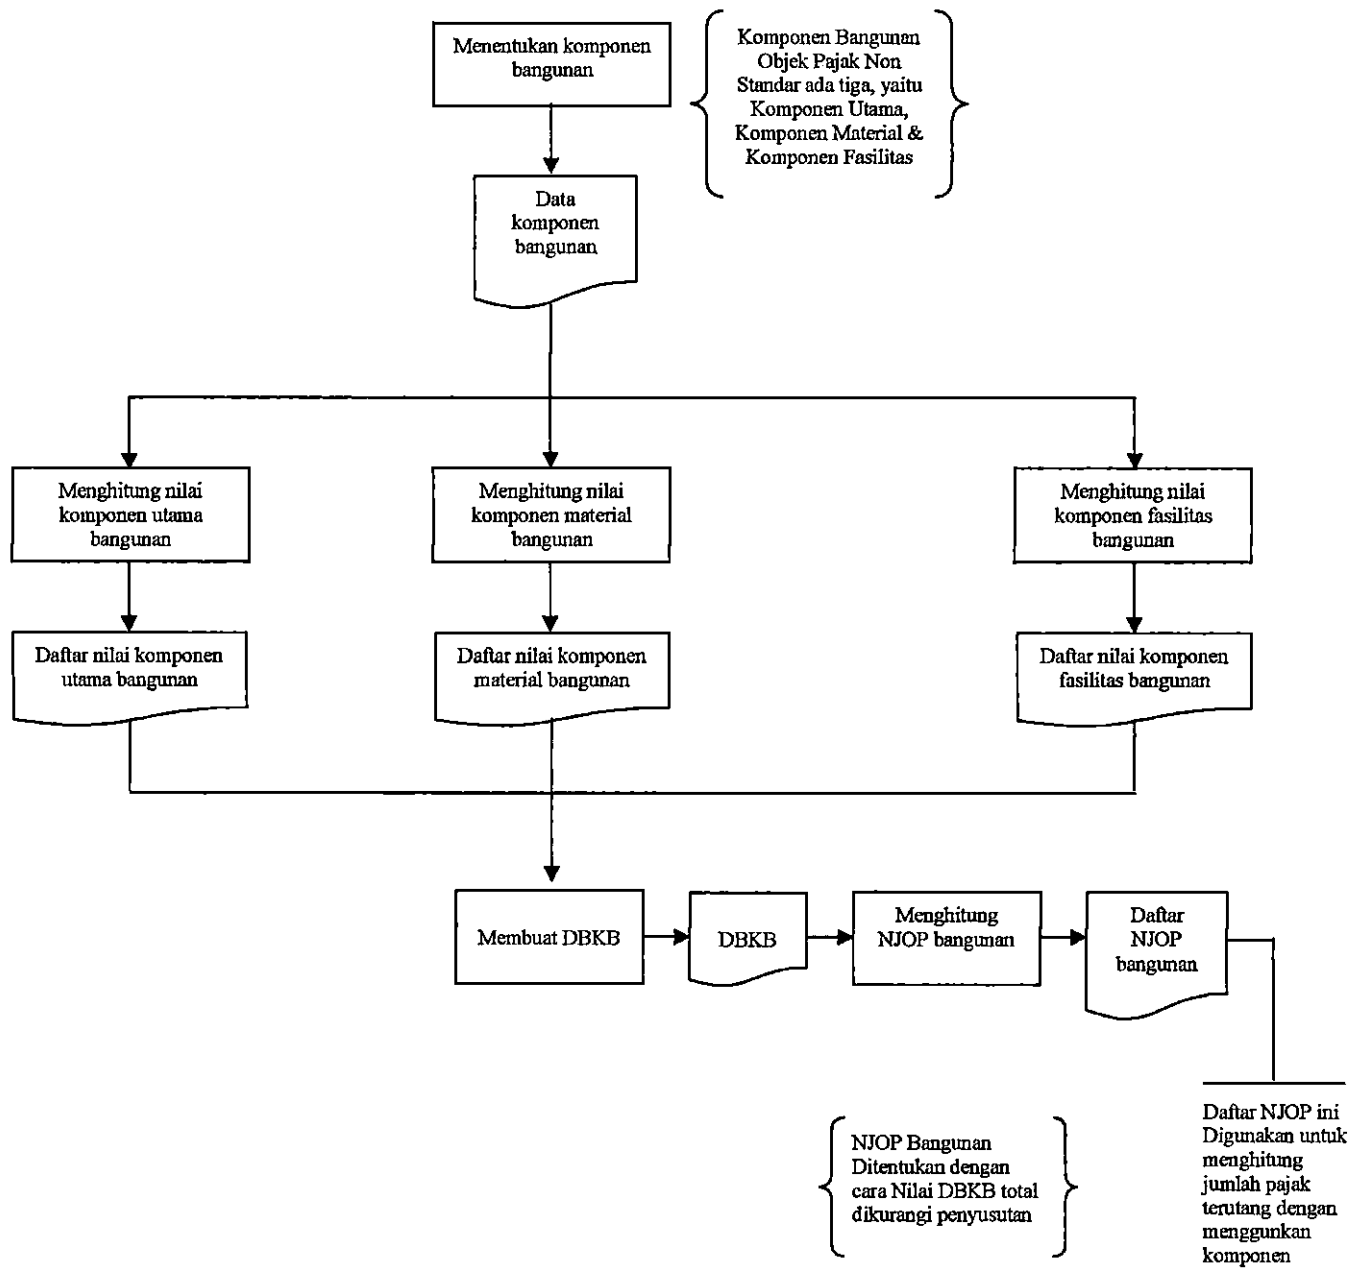 Menentukan komponen
bangunan
Komponen Bangunan
Objek Pajak Non
Standar ada tiga, yaitu
Komponen Utama,
Komponen Material &
Komponen Fasilitas
Data
komponen
bangunan
Menghitung nilai
komponen utama
bangunan
Menghitung nilai
komponen material
bangunan
Menghitung nilai
komponen fasilitas
bangunan
Daftar nilai komponen
utama bangunan
Daftar nilai komponen
material bangunan
Daftar nilai komponen
fasilitas bangunan
Membuat DBKB
DBKB
Menghitung
NJOP bangunan
Daftar
NJOP
bangunan
NJOP Bangunan
Ditentukan dengan
cara Nilai DBKB total
dikurangi penyusutan
Daftar NJOP ini
Digunakan untuk
menghitung
jumlah pajak
terutang dengan
menggunkan
komponen